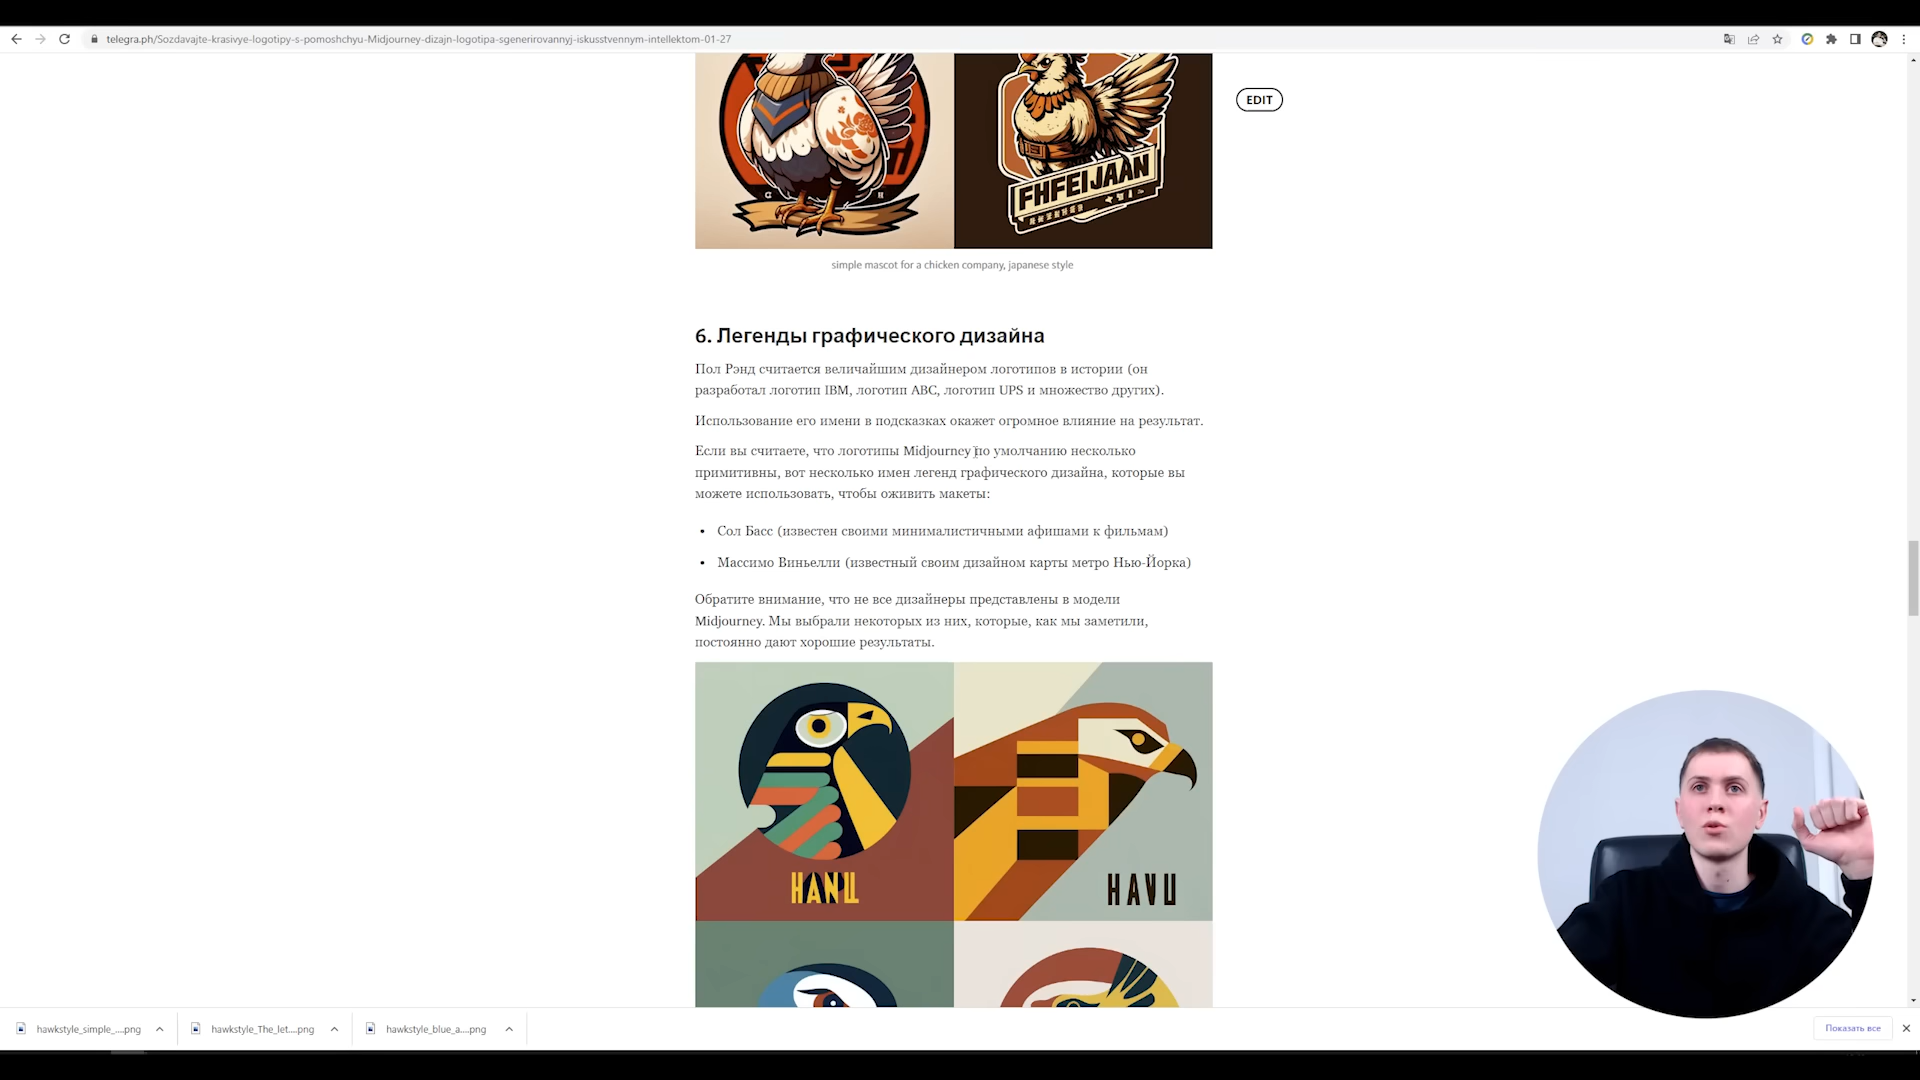 telegra.ph/Sozdavajte-krasivye-logotipy-s-pomoshchyu-Midjourney-dizajn-logotipa-sgenerirovannyj-iskusstvennym-intellektom-01-27
EDIT
FHFEIJAAN
simple mascot for a chicken company, japanese style
6. Легенды графического дизайна
Пол Рэнд считается величайшим дизайнером логотипов в истории (он
разработал логотип IBM, логотип ABC, логотип UPS и множество других).
Использование его имени в подсказках окажет огромное влияние на результат.
Если вы считаете, что логотипы Midjourney по умолчанию несколько
примитивны, вот несколько имен легенд графического дизайна, которые вы
можете использовать, чтобы оживить макеты:
• Сол Басс (известен своими минималистичными афишами к фильмам)
• Массимо Виньелли (известный своим дизайном карты метро Нью-Йорка)
Обратите внимание, что не все дизайнеры представлены в модели
Midjourney. Мы выбрали некоторых из них, которые, как мы заметили,
постоянно дают хорошие результаты.
HAVU
hawkstyle_simple_....png
hawkstyle_The_let....png
hawkstyle_blue_a....png
Показать все